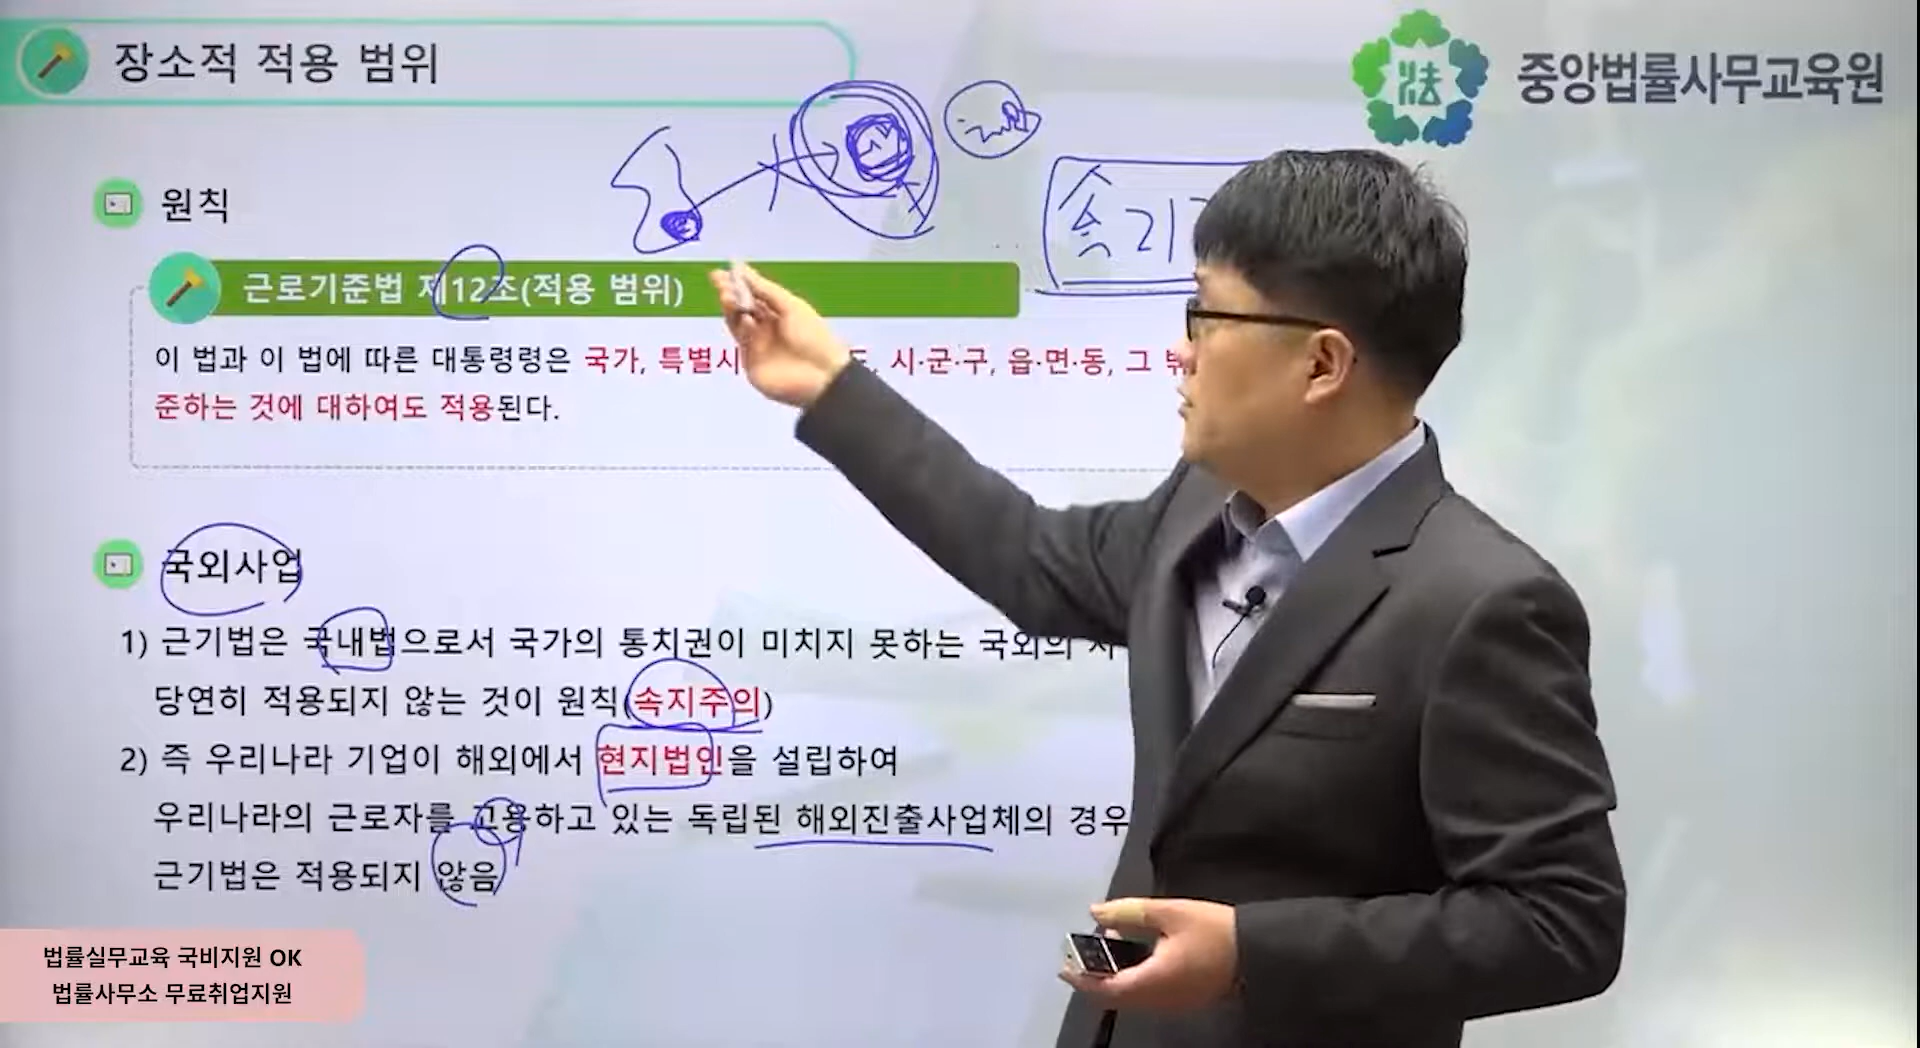 장소적 적용 범위
法
중앙법률사무교육원
원칙
근로기준법 제12조(적용 범위)
이 법과 이 법에 따른 대통령령은 국가, 특별시 시·군·구, 읍·면·동, 그
준하는 것에 대하여도 적용된다.
국외사업
1) 근기법은 국내법으로서 국가의 통치권이 미치지 못하는 국외의
당연히 적용되지 않는 것이 원칙(속지주의)
2) 즉 우리나라 기업이 해외에서 현지법인을 설립하여
우리나라의 근로자를 고용하고 있는 독립된 해외진출사업체의 경우
근기법은 적용되지 않음
법률실무교육 국비지원 OK
법률사무소 무료취업지원